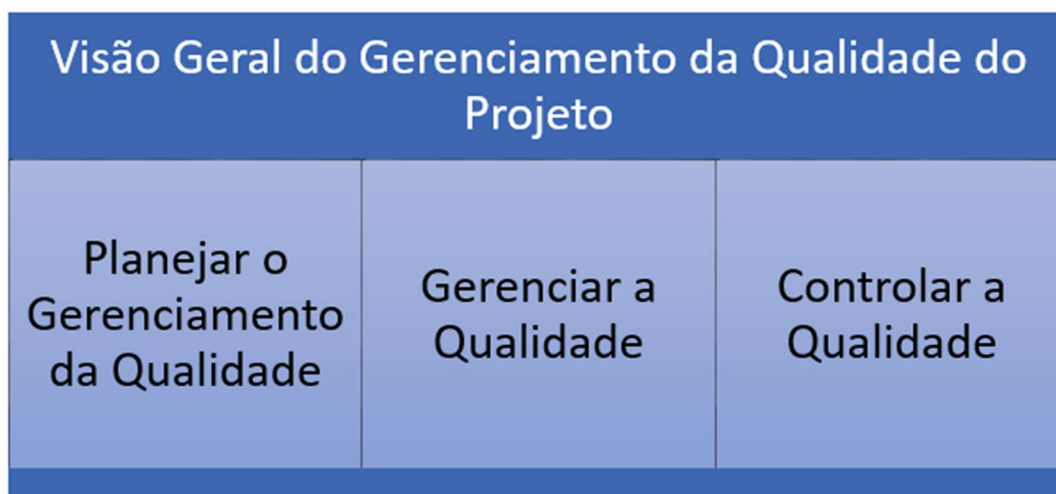 Visão Geral do Gerenciamento da Qualidade do
Projeto
Planejar o
Gerenciamento
da Qualidade
Gerenciar a
Qualidade
Controlar a
Qualidade